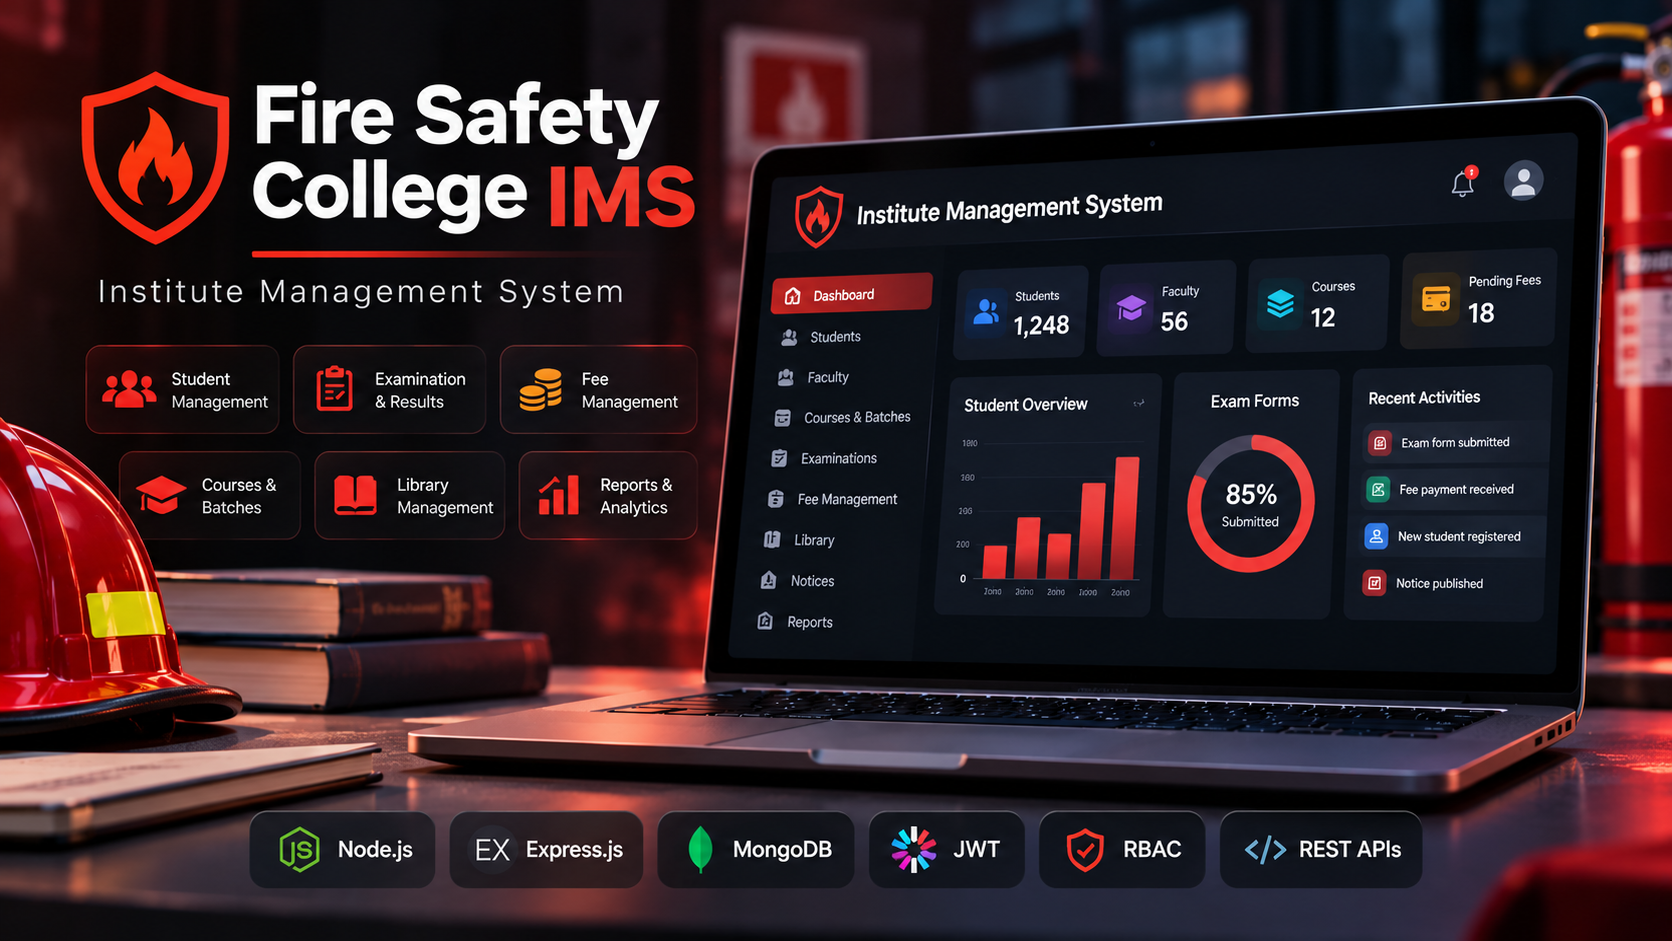 Fire Safety
College IMS
Institute Management System
Student
Management
Examination
& Results
Fee
Management
Courses &
Batches
Library
Management
Reports &
Analytics
Institute Management System
Dashboard
Students
Faculty
Courses & Batches
Examinations
Fee Management
Library
Notices
Reports
Students
1,248
Faculty
56
Courses
12
Pending Fees
18
Student Overview
200
0
Exam Forms
85%
Submitted
Recent Activities
Exam form submitted
Fee payment received
New student registered
Notice published
JS
Node.js
EX
Express.js
MongoDB
JWT
RBAC
</> REST APIs